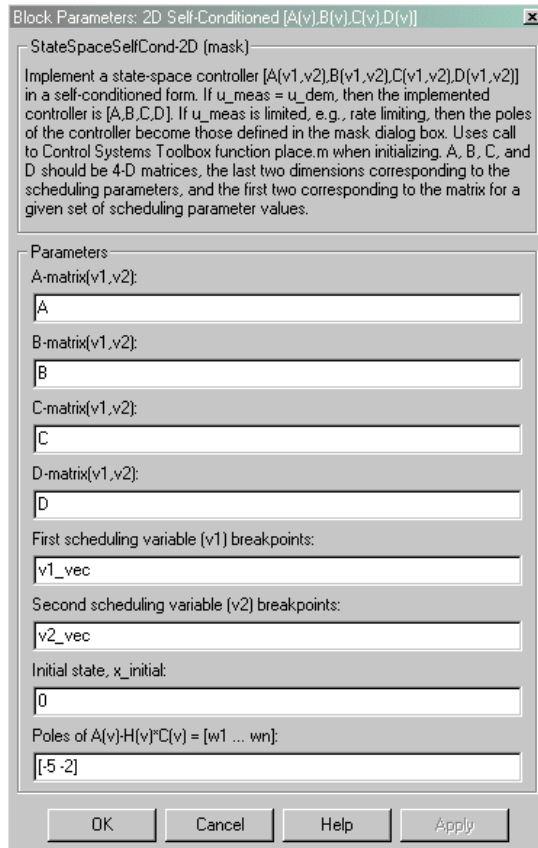 Block Parameters: 2D Self-Conditioned [A(v),B(v),C(v),D(v)]
StateSpaceSelfCond-2D (mask)
Implement a state-space controller [A(v1,v2),B(v1,v2),C(v1,v2),D(v1,v2)]
in a self-conditioned form. If u_meas = u_dem, then the implemented
controller is [A,B,C,D]. If u_meas is limited, e.g., rate limiting, then the poles
of the controller become those defined in the mask dialog box. Uses call
to Control Systems Toolbox function place.m when initializing. A, B, C, and
D should be 4-D matrices, the last two dimensions corresponding to the
scheduling parameters, and the first two corresponding to the matrix for a
given set of scheduling parameter values.
Parameters
A-matrix(v1,v2):
A
B-matrix(v1,v2):
B
C-matrix(v1,v2):
C
D-matrix(v1,v2):
D
First scheduling variable (v1) breakpoints:
v1_vec
Second scheduling variable (v2) breakpoints:
v2_vec
Initial state, x_initial:
0
Poles of A(v)-H(v)*C(v) = [w1 ... wn]:
[-5 -2]
OK Cancel Help Apply